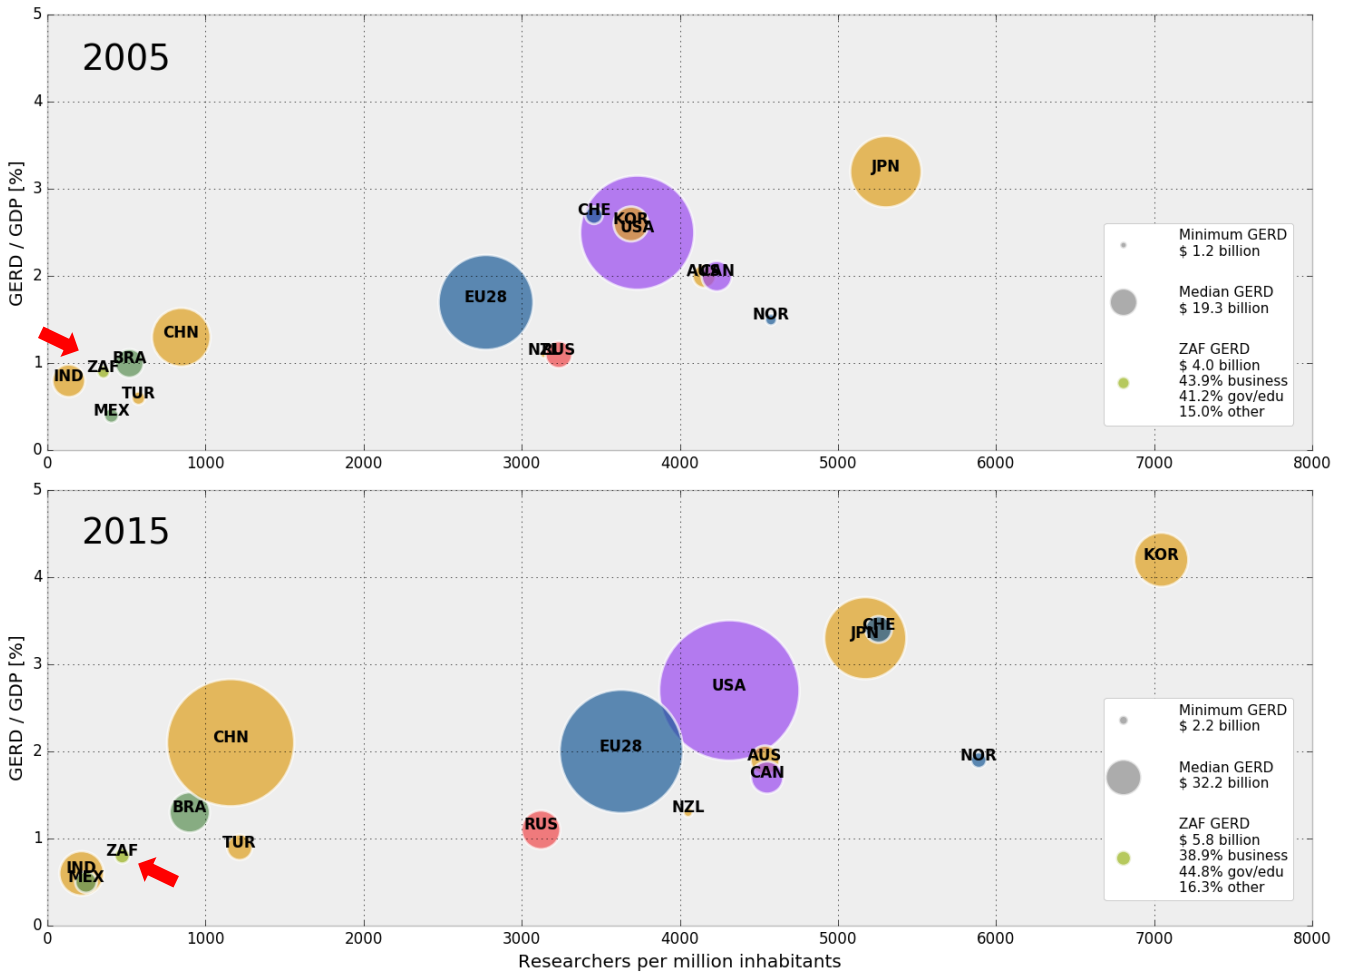 2005
5
4
3
2
1
0
GERD / GDP [%]
JPN
CHE
KOR
USA
AUS
CAN
EU28
NOR
CHN
NZL
RUS
BRA
ZAF
IND
TUR
MEX
Minimum GERD
$ 1.2 billion
Median GERD
$ 19.3 billion
ZAF GERD
$ 4.0 billion
43.9% business
41.2% gov/edu
15.0% other
0 1000 2000 3000 4000 5000 6000 7000 8000
2015
5
4
3
2
1
0
GERD / GDP [%]
KOR
CHE
JPN
USA
CHN
EU28
AUS
NOR
CAN
BRA
NZL
RUS
TUR
ZAF
IND
MEX
Minimum GERD
$ 2.2 billion
Median GERD
$ 32.2 billion
ZAF GERD
$ 5.8 billion
38.9% business
44.8% gov/edu
16.3% other
0 1000 2000 3000 4000 5000 6000 7000 8000
Researchers per million inhabitants